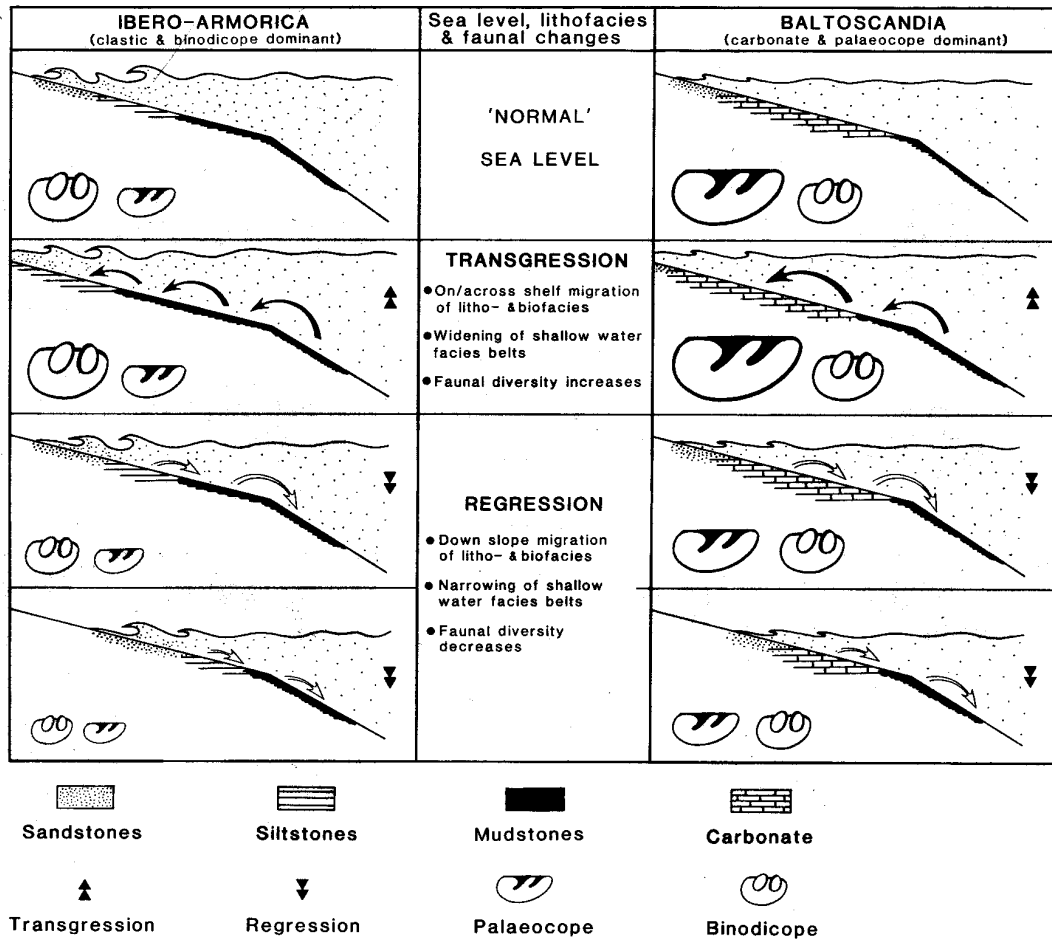 IBERO-ARMORICA
(clastic & binodicope dominant)
Sea level, lithofacies
& faunal changes
BALTOSCANDIA
(carbonate & palaeocope dominant)
'NORMAL'
SEA LEVEL
TRANSGRESSION
●On/across shelf migration
of litho- & biofacies
●Widening of shallow water
facies belts
●Faunal diversity increases
REGRESSION
●Down slope migration
of litho- & biofacies
●Narrowing of shallow
water facies belts
●Faunal diversity
decreases
Sandstones
Siltstones
Mudstones
Carbonate
Transgression
Regression
Palaeocope
Binodicope